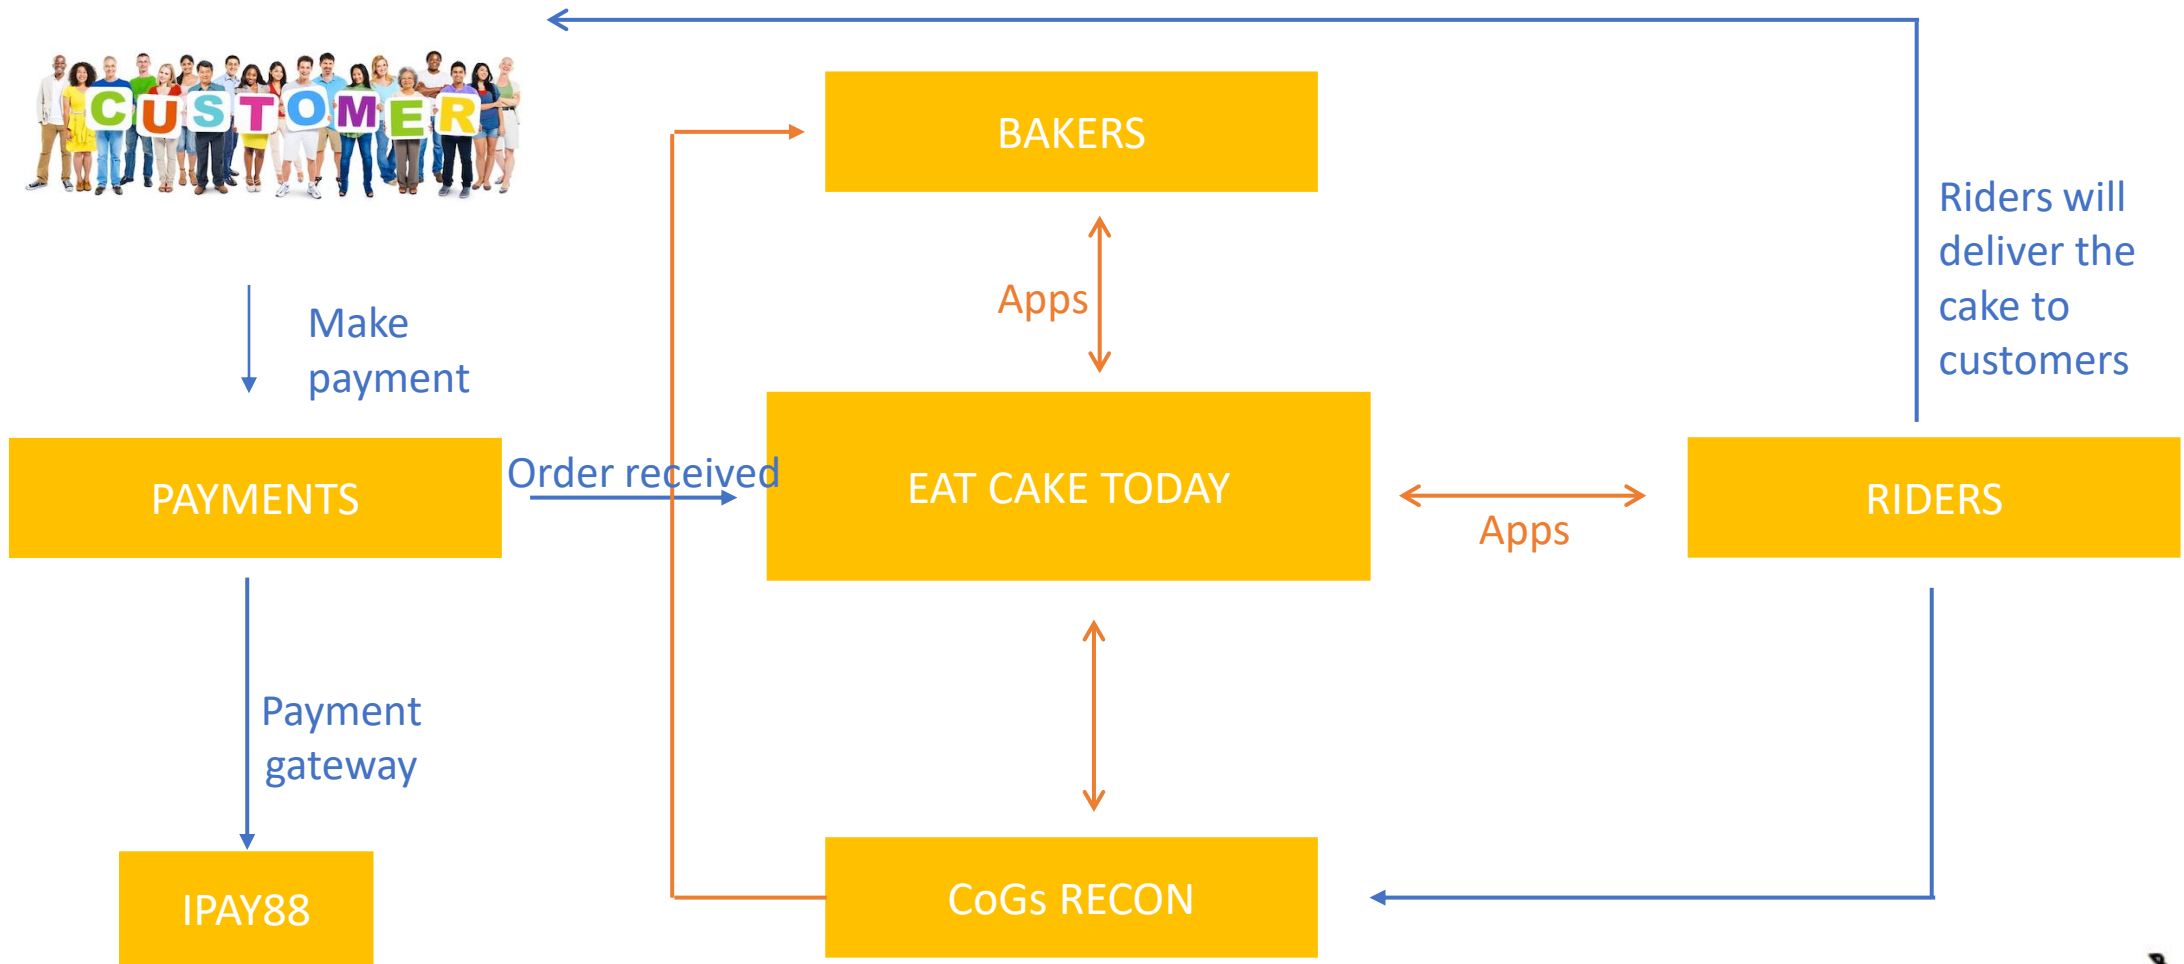 CUSTOMER
BAKERS
Riders will
deliver the
cake to
customers
Apps
Make
payment
Order received
PAYMENTS
EAT CAKE TODAY
RIDERS
Apps
Payment
gateway
IPAY88
CoGs RECON